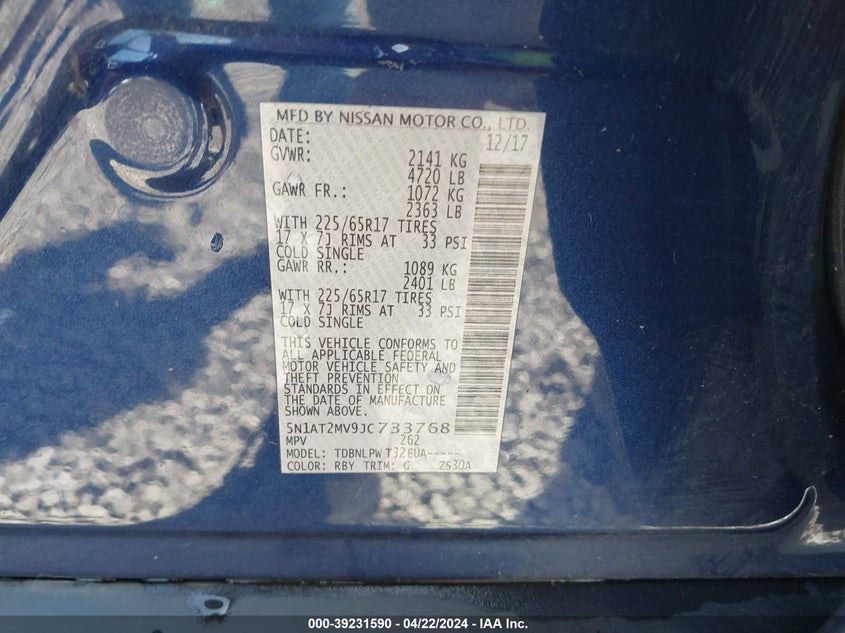 MFD BY NISSAN MOTOR CO., LTD.
DATE: 12/17
GVWR: 2141 KG
4720 LB
GAWR FR.: 1072 KG
2363 LB
WITH 225/65R17 TIRES
17 X 7J RIMS AT 33 PSI
COLD SINGLE
GAWR RR.: 1089 KG
2401 LB
WITH 225/65R17 TIRES
17 X 7J RIMS AT 33 PSI
COLD SINGLE
THIS VEHICLE CONFORMS TO
ALL APPLICABLE FEDERAL
MOTOR VEHICLE SAFETY AND
THEFT PREVENTION
STANDARDS IN EFFECT ON
THE DATE OF MANUFACTURE
SHOWN ABOVE.
5N1AT2MV9JC733768
MPV 262
MODEL: TDBNLPW T32EUA-----
COLOR: RBY TRIM: G ZS30A
000-39231590 - 04/22/2024 - IAAI.COM